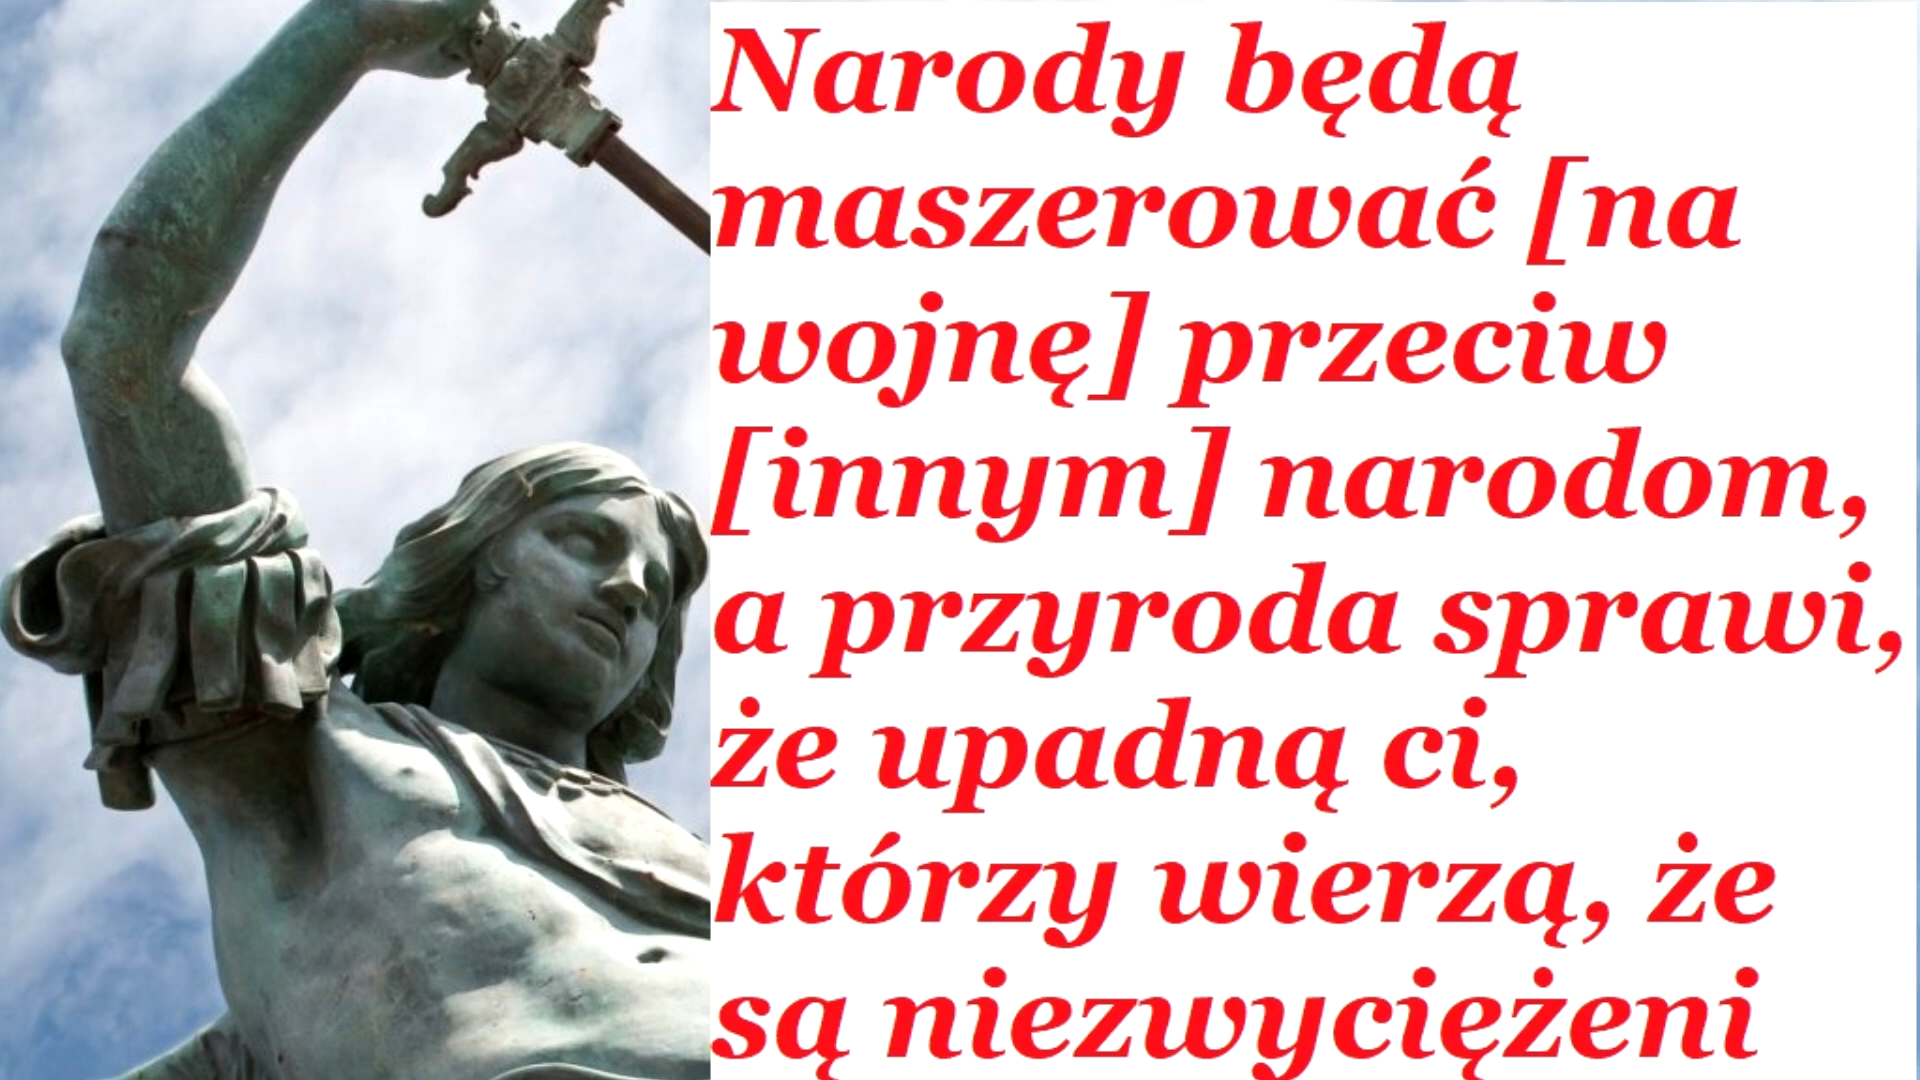 Narody będą
maszerować [na
wojnę] przeciw
[innym] narodom,
a przyroda sprawi,
że upadną ci,
którzy wierzą, że
są niezwyciężeni